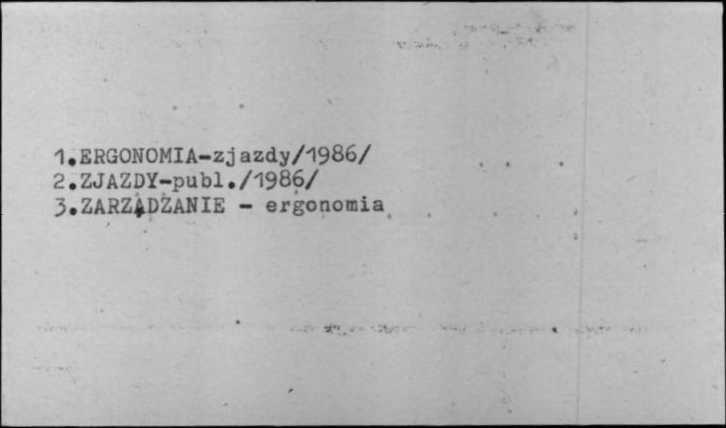 1.ERGONOMIA-zjazdy/1986/
2.ZJAZDY-publ./1986/
3.ZARZĄDZANIE - ergonomia